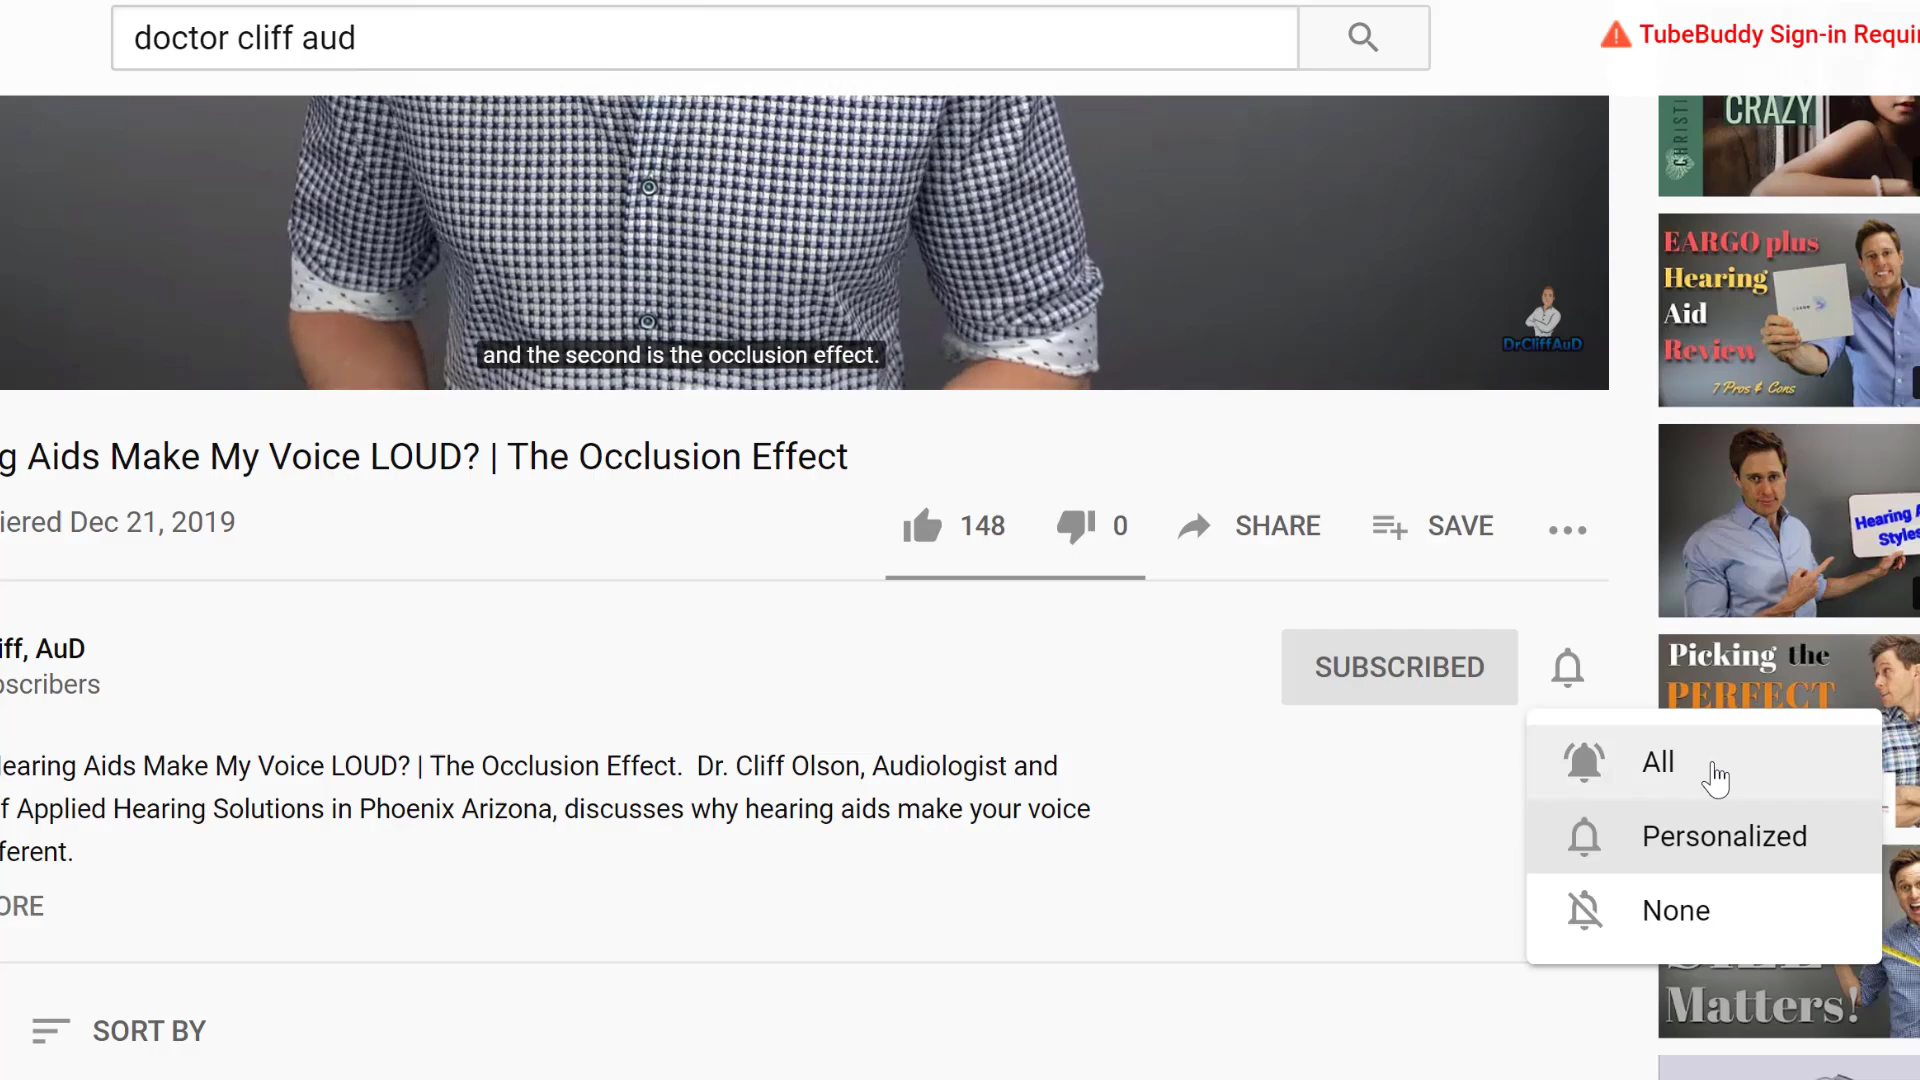 doctor cliff aud
TubeBuddy Sign-in Requi
CHRISTI
CRAZY
EARGO plus
Hearing
Aid
Review
7 Pros & Cons
and the second is the occlusion effect.
DrCliffAuD
g Aids Make My Voice LOUD? | The Occlusion Effect
iered Dec 21, 2019
148
0
SHARE
SAVE
Hearing A
Styles
iff, AuD
bscribers
SUBSCRIBED
Picking the
PERFECT
All
Personalized
None
earing Aids Make My Voice LOUD? | The Occlusion Effect. Dr. Cliff Olson, Audiologist and
f Applied Hearing Solutions in Phoenix Arizona, discusses why hearing aids make your voice
ferent.
ORE
Matters!
SORT BY